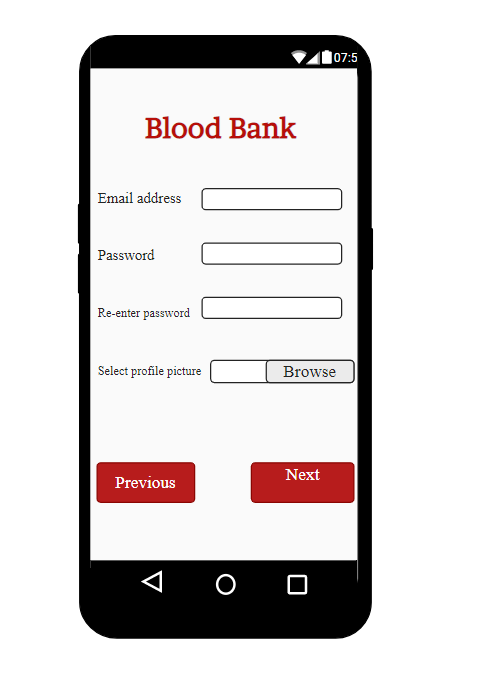 07:5
Blood Bank
Email address
Password
Re-enter password
Select profile picture Browse
Previous Next